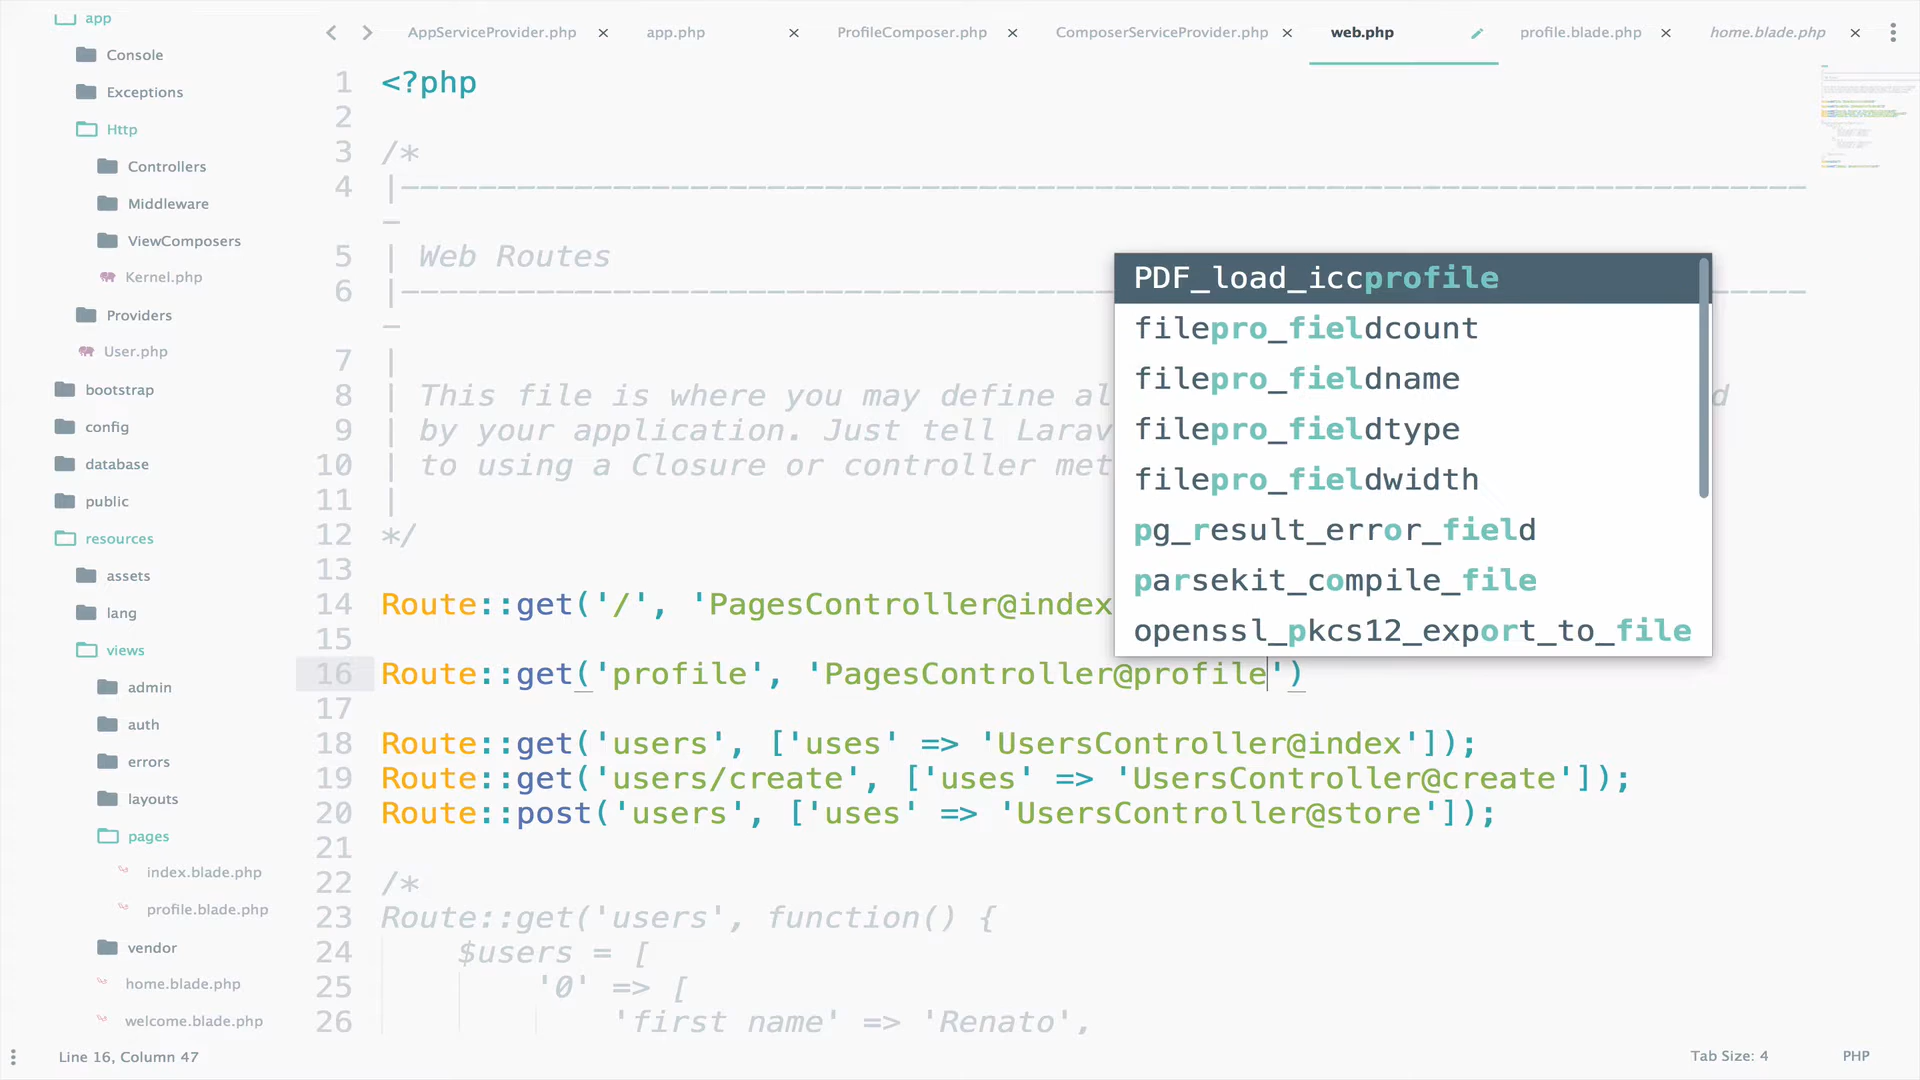 app
Console
Exceptions
Http
Controllers
Middleware
ViewComposers
Kernel.php
Providers
User.php
bootstrap
config
database
public
resources
assets
lang
views
admin
auth
errors
layouts
pages
index.blade.php
profile.blade.php
vendor
home.blade.php
welcome.blade.php
AppServiceProvider.php × app.php × ProfileComposer.php × ComposerServiceProvider.php × web.php profile.blade.php × home.blade.php ×
1 <?php
2
3 /*
4 |--------------------------------------------------------------------------
5 | Web Routes
6 |--------------------------------------------------------------------------
7 |
8 | This file is where you may define al d
9 | by your application. Just tell Larav
10 | to using a Closure or controller met
11 |
12 */
13
14 Route::get('/', 'PagesController@index
15
16 Route::get('profile', 'PagesController@profile')
17
18 Route::get('users', ['uses' => 'UsersController@index']);
19 Route::get('users/create', ['uses' => 'UsersController@create']);
20 Route::post('users', ['uses' => 'UsersController@store']);
21
22 /*
23 Route::get('users', function() {
24 $users = [
25 '0' => [
26 'first name' => 'Renato',
PDF_load_iccprofile
filepro_fieldcount
filepro_fieldname
filepro_fieldtype
filepro_fieldwidth
pg_result_error_field
parsekit_compile_file
openssl_pkcs12_export_to_file
Line 16, Column 47
Tab Size: 4
PHP